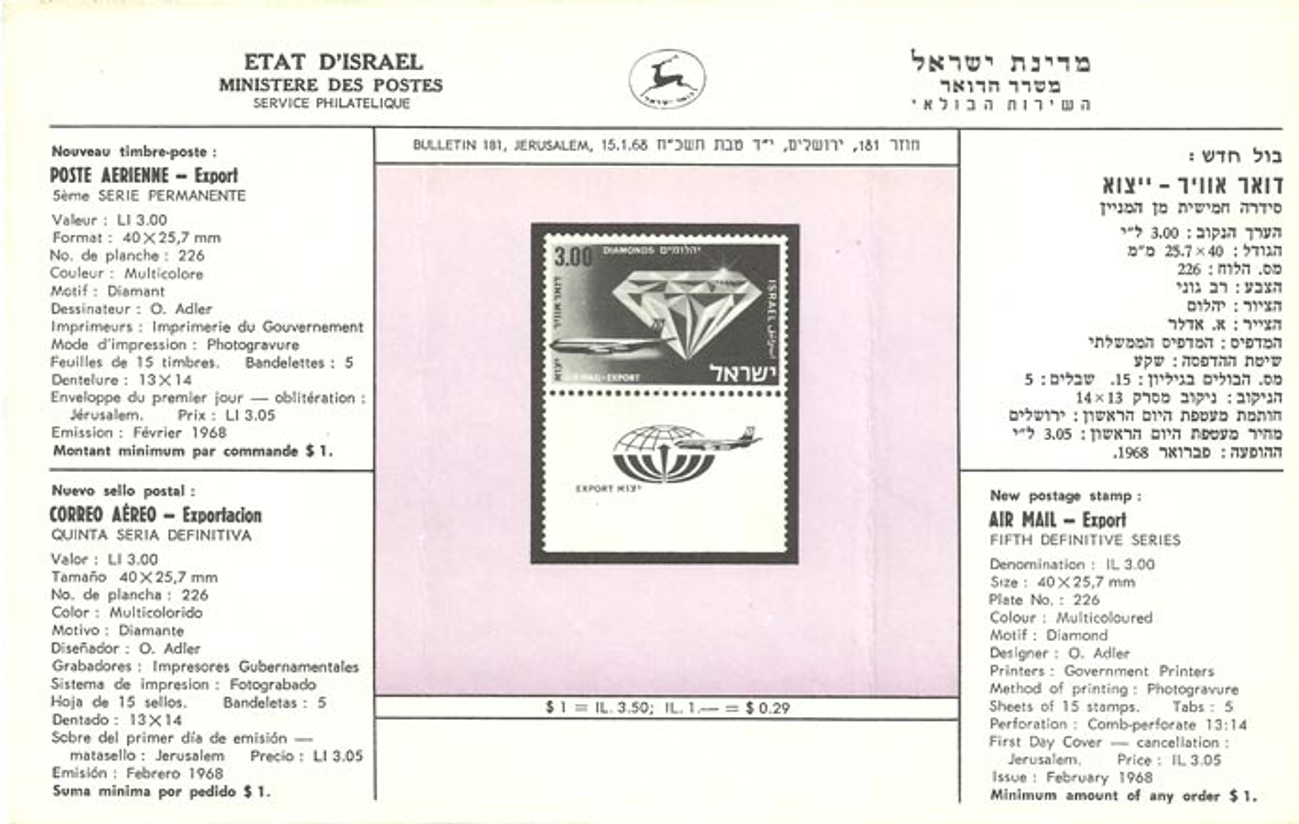 ETAT D'ISRAEL
MINISTERE DES POSTES
SERVICE PHILATELIQUE
דואר ישראל
מדינת ישראל
משרד הדואר
השירות הבולאי
Nouveau timbre-poste :
POSTE AERIENNE – Export
5ème SERIE PERMANENTE
Valeur : LI 3.00
Format : 40×25,7 mm
No. de planche : 226
Couleur : Multicolore
Motif : Diamant
Dessinateur : O. Adler
Imprimeurs : Imprimerie du Gouvernement
Mode d'impression : Photogravure
Feuilles de 15 timbres. Bandelettes : 5
Dentelure : 13×14
Enveloppe du premier jour — oblitération :
Jérusalem. Prix : LI 3.05
Emission : Février 1968
Montant minimum par commande $ 1.
Nuevo sello postal :
CORREO AÉREO – Exportacion
QUINTA SERIA DEFINITIVA
Valor : LI 3.00
Tamaño 40×25,7 mm
No. de plancha : 226
Color : Multicolorido
Motivo : Diamante
Diseñador : O. Adler
Grabadores : Impresores Gubernamentales
Sistema de impresion : Fotograbado
Hoja de 15 sellos. Bandeletas : 5
Dentado : 13×14
Sobre del primer día de emisión —
matasello : Jerusalem Precio : LI 3.05
Emisión : Febrero 1968
Suma minima por pedido $ 1.
BULLETIN 181, JERUSALEM, 15.1.68 חוזר 181, ירושלים, י"ד טבת תשכ"ח
3.00
DIAMONDS יהלומים
ISRAEL اسرائيل
AIR MAIL-EXPORT
ישראל
EXPORT יצוא
$ 1 = IL. 3.50; IL. 1.— = $ 0.29
בול חדש :
דואר אוויר – ייצוא
סידרה חמישית מן המניין
הערך הנקוב : 3.00 ל"י
הגודל : 40×25.7 מ"מ
מס. הלוח : 226
הצבע : רב גוני
הציור : יהלום
הצייר : א. אדלר
המדפיס : המדפיס הממשלתי
שיטת ההדפסה : שקע
מס. הבולים בגיליון : 15. שבלים : 5
הניקוב : ניקוב מסרק 13×14
חותמת מעטפת היום הראשון : ירושלים
מחיר מעטפת היום הראשון : 3.05 ל"י
ההופעה : פברואר 1968.
New postage stamp :
AIR MAIL – Export
FIFTH DEFINITIVE SERIES
Denomination : IL 3.00
Size : 40×25,7 mm
Plate No. : 226
Colour : Multicoloured
Motif : Diamond
Designer : O. Adler
Printers : Government Printers
Method of printing : Photogravure
Sheets of 15 stamps. Tabs : 5
Perforation : Comb-perforate 13:14
First Day Cover — cancellation :
Jerusalem. Price : IL 3.05
Issue : February 1968
Minimum amount of any order $ 1.